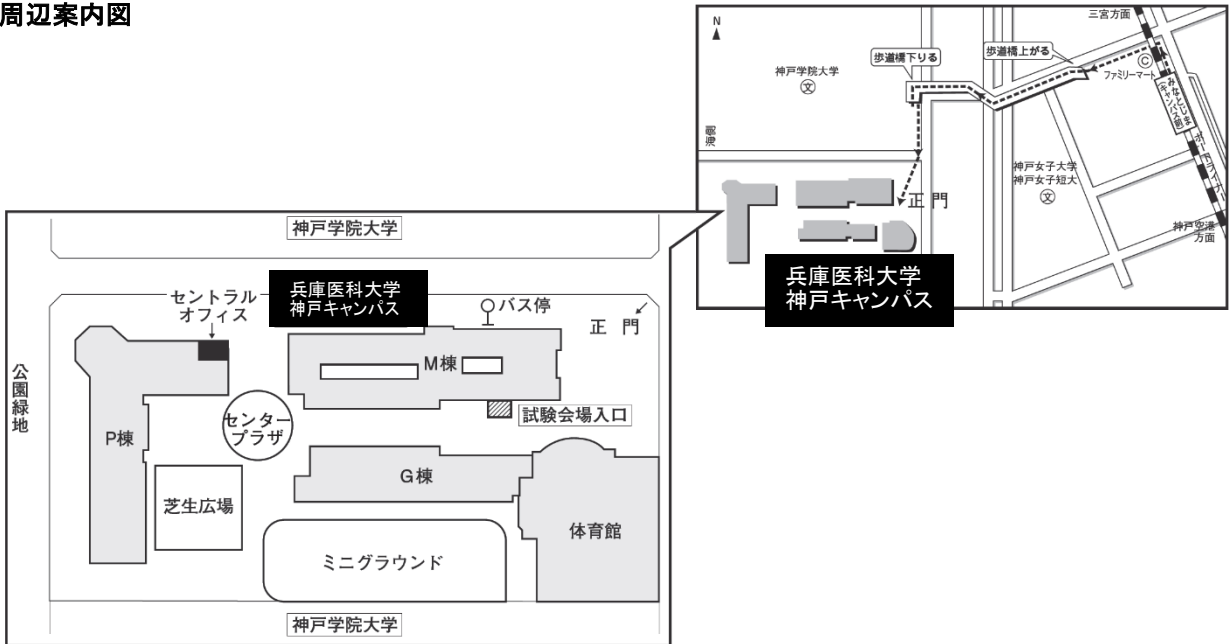 周辺案内図
N
三宮方面
歩道橋下りる
歩道橋上がる
神戸学院大学
文
C
ファミリーマート
みなとじま
(キャンパス前)
ポートライナー
海側
神戸女子大学
神戸女子短大
文
正門
神戸空港
方面
兵庫医科大学
神戸キャンパス
神戸学院大学
セントラル
オフィス
兵庫医科大学
神戸キャンパス
バス停
正門
公園緑地
M棟
試験会場入口
センター
プラザ
P棟
G棟
芝生広場
体育館
ミニグラウンド
神戸学院大学